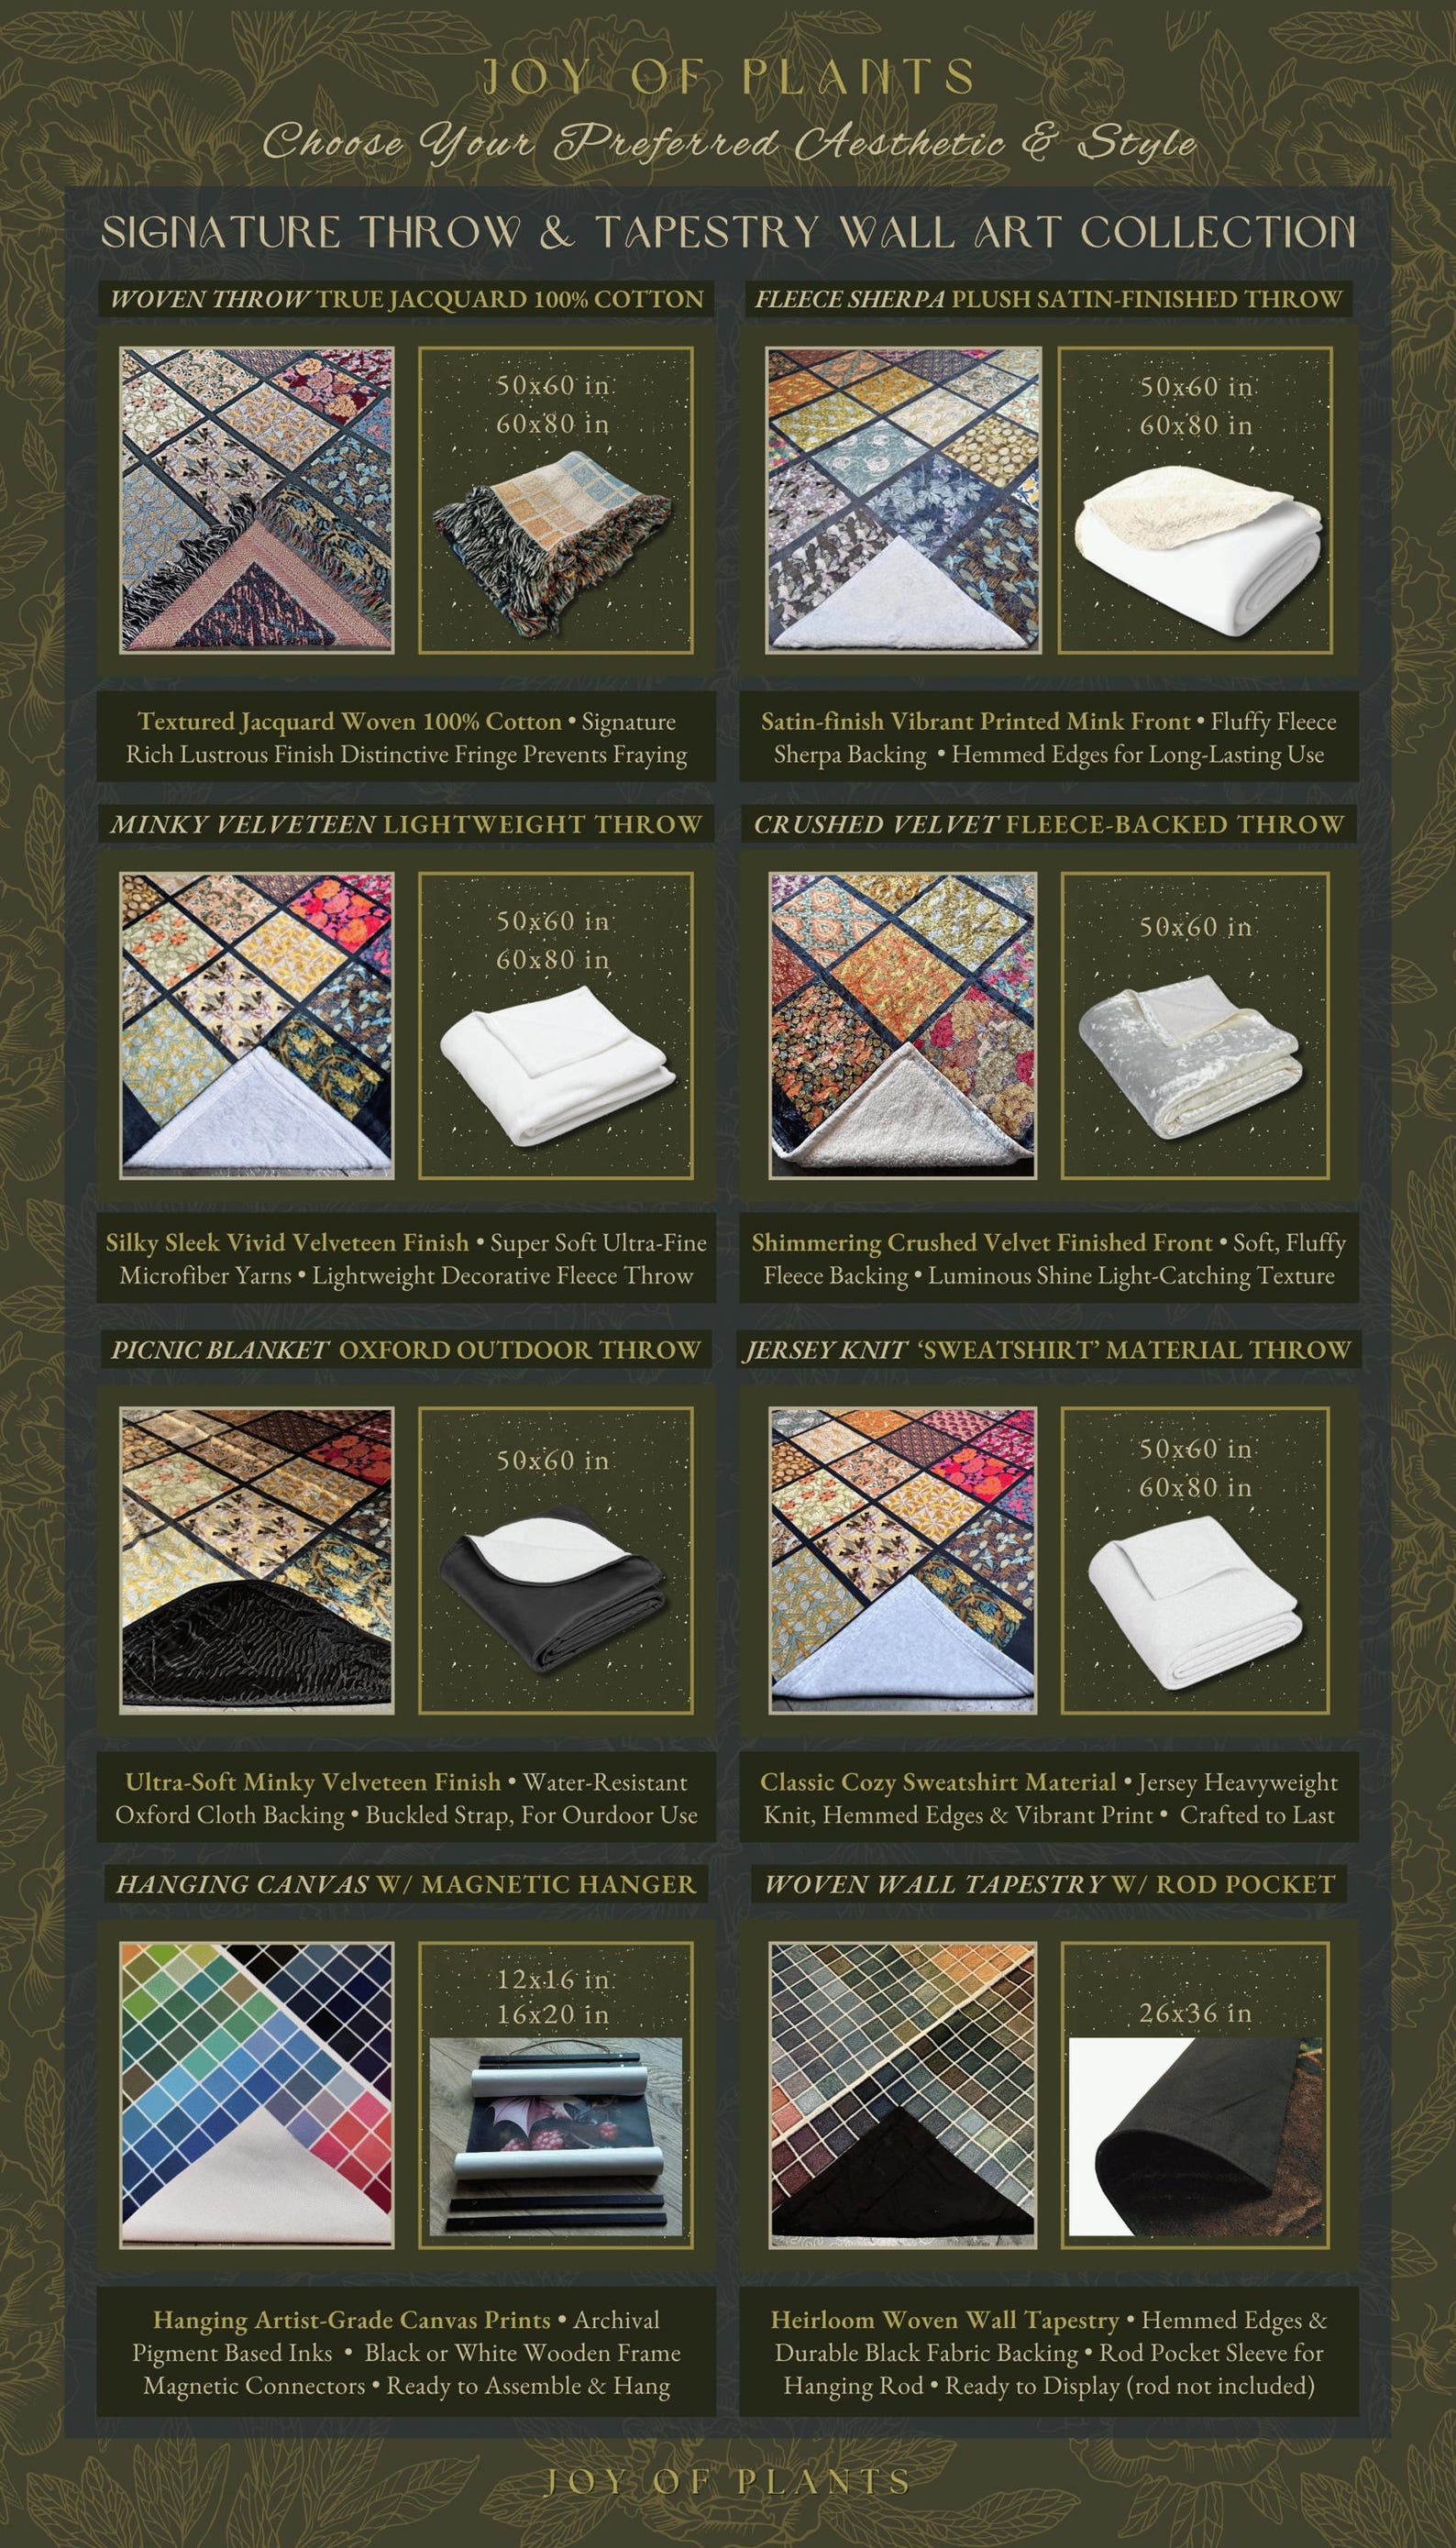 JOY OF PLANTS
Choose Your Preferred Aesthetic & Style
SIGNATURE THROW & TAPESTRY WALL ART COLLECTION
WOVEN THROW TRUE JACQUARD 100% COTTON
50x60 in
60x80 in
Textured Jacquard Woven 100% Cotton • Signature
Rich Lustrous Finish Distinctive Fringe Prevents Fraying
FLEECE SHERPA PLUSH SATIN-FINISHED THROW
50x60 in
60x80 in
Satin-finish Vibrant Printed Mink Front • Fluffy Fleece
Sherpa Backing • Hemmed Edges for Long-Lasting Use
MINKY VELVETEEN LIGHTWEIGHT THROW
50x60 in
60x80 in
Silky Sleek Vivid Velveteen Finish • Super Soft Ultra-Fine
Microfiber Yarns • Lightweight Decorative Fleece Throw
CRUSHED VELVET FLEECE-BACKED THROW
50x60 in
Shimmering Crushed Velvet Finished Front • Soft, Fluffy
Fleece Backing • Luminous Shine Light-Catching Texture
PICNIC BLANKET OXFORD OUTDOOR THROW
50x60 in
Ultra-Soft Minky Velveteen Finish • Water-Resistant
Oxford Cloth Backing • Buckled Strap, For Ourdoor Use
JERSEY KNIT ‘SWEATSHIRT’ MATERIAL THROW
50x60 in
60x80 in
Classic Cozy Sweatshirt Material • Jersey Heavyweight
Knit, Hemmed Edges & Vibrant Print • Crafted to Last
HANGING CANVAS W/ MAGNETIC HANGER
12x16 in
16x20 in
Hanging Artist-Grade Canvas Prints • Archival
Pigment Based Inks • Black or White Wooden Frame
Magnetic Connectors • Ready to Assemble & Hang
WOVEN WALL TAPESTRY W/ ROD POCKET
26x36 in
Heirloom Woven Wall Tapestry • Hemmed Edges &
Durable Black Fabric Backing • Rod Pocket Sleeve for
Hanging Rod • Ready to Display (rod not included)
JOY OF PLANTS